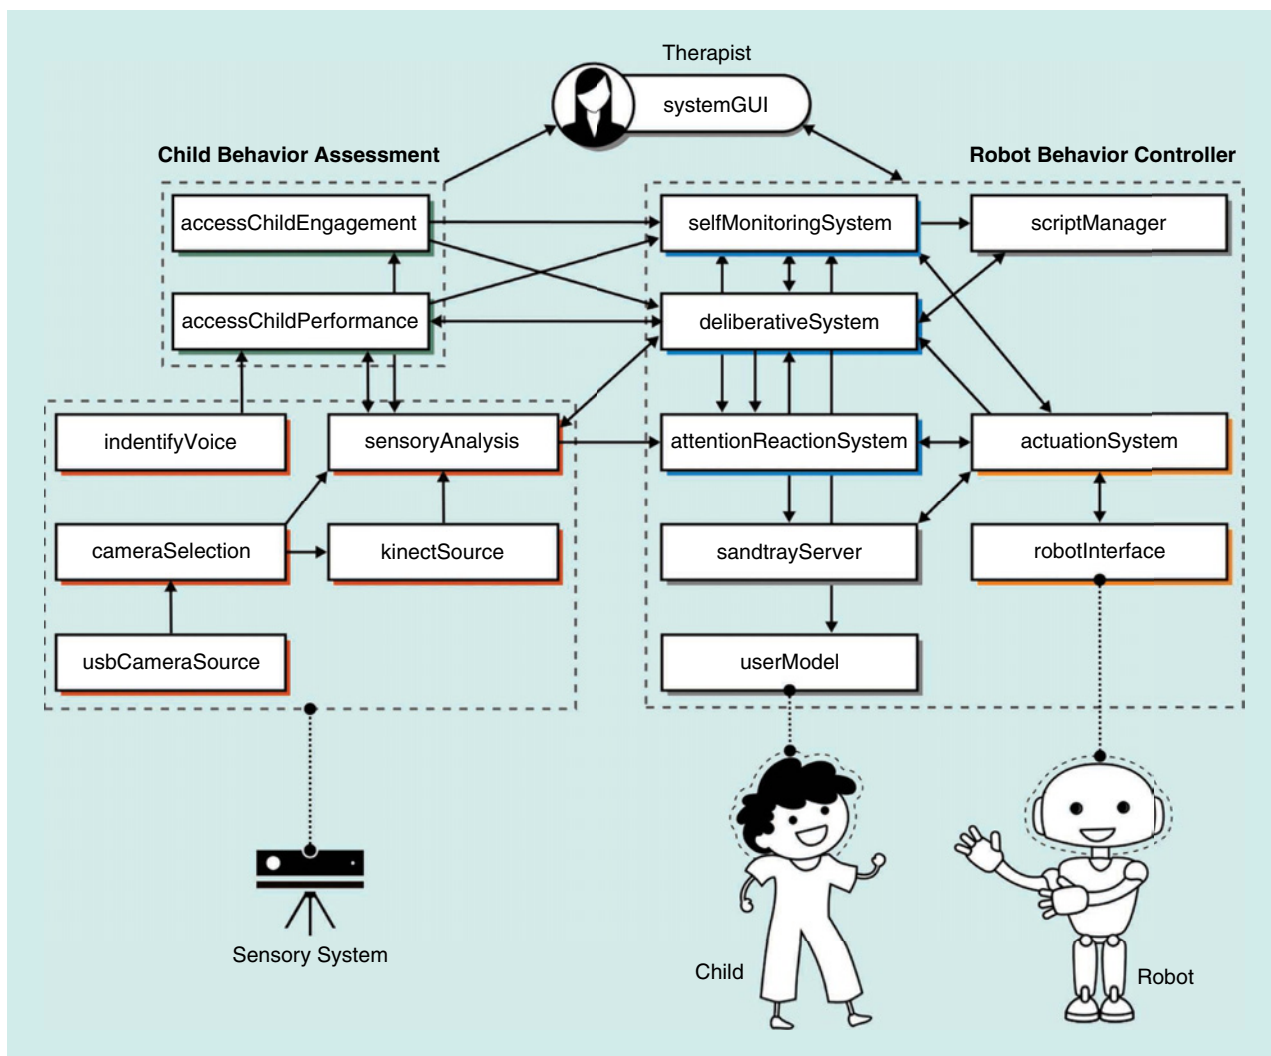 Therapist
systemGUI
Child Behavior Assessment
Robot Behavior Controller
accessChildEngagement
selfMonitoringSystem
scriptManager
accessChildPerformance
deliberativeSystem
indentifyVoice
sensoryAnalysis
attentionReactionSystem
actuationSystem
cameraSelection
kinectSource
sandtrayServer
robotInterface
usbCameraSource
userModel
Sensory System
Child
Robot